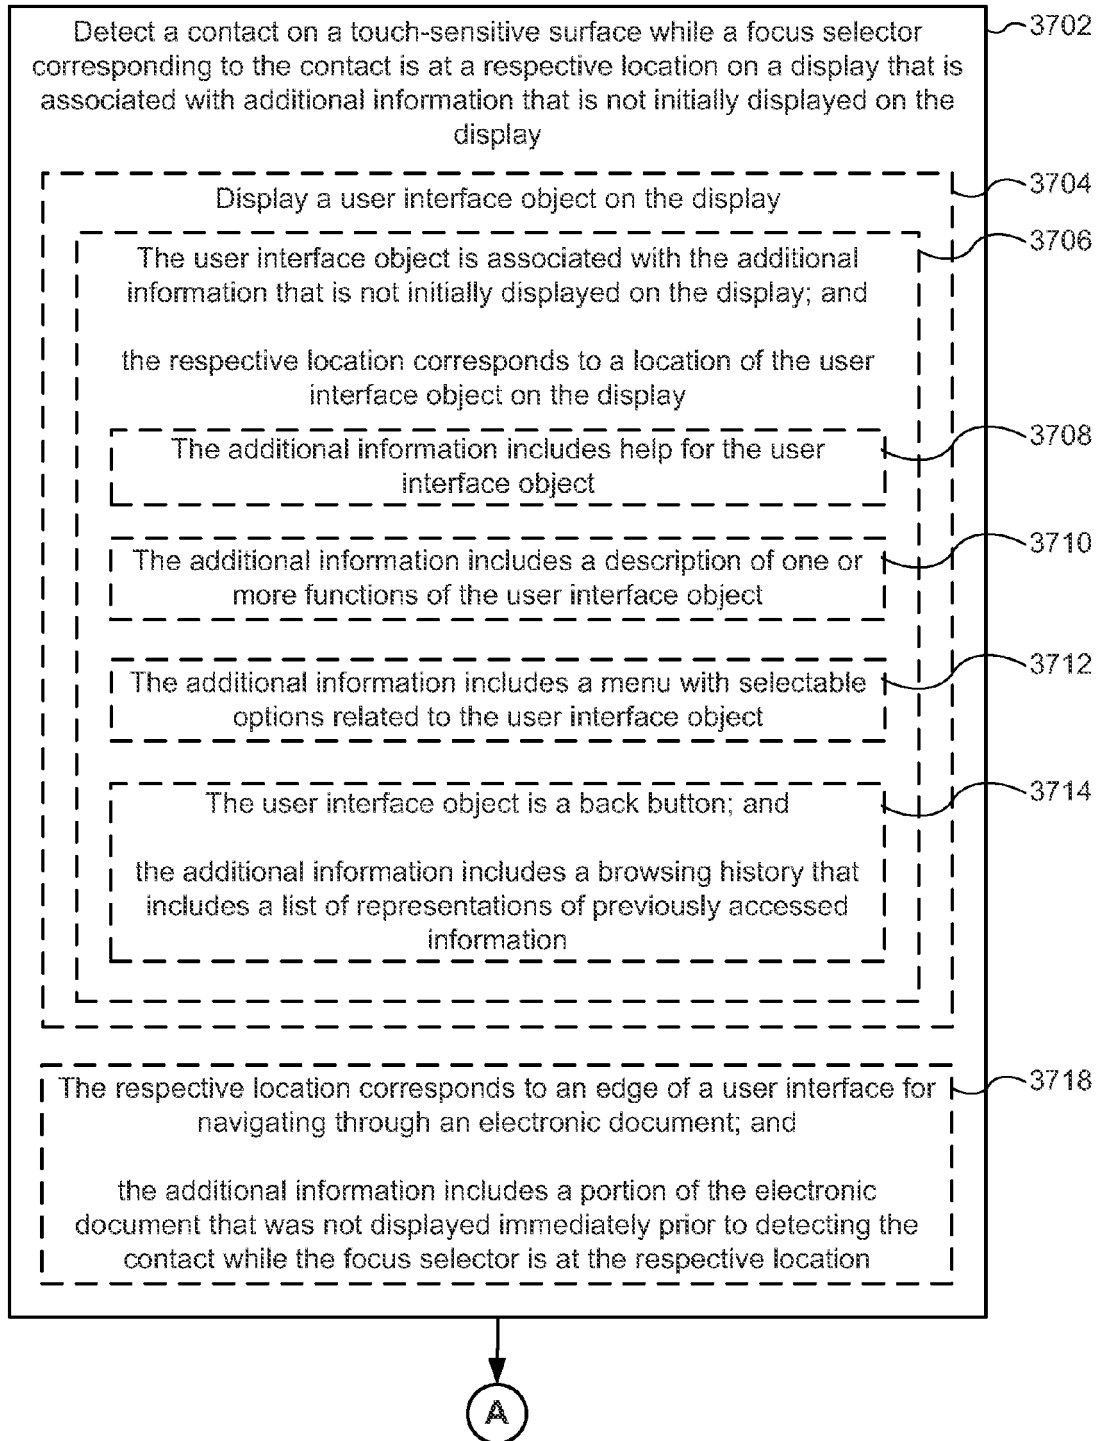 Detect a contact on a touch-sensitive surface while a focus selector
corresponding to the contact is at a respective location on a display that is
associated with additional information that is not initially displayed on the
display
3702
Display a user interface object on the display
3704
The user interface object is associated with the additional
information that is not initially displayed on the display; and
3706
the respective location corresponds to a location of the user
interface object on the display
The additional information includes help for the user
interface object
3708
The additional information includes a description of one or
more functions of the user interface object
3710
The additional information includes a menu with selectable
options related to the user interface object
3712
The user interface object is a back button; and
3714
the additional information includes a browsing history that
includes a list of representations of previously accessed
information
The respective location corresponds to an edge of a user interface for
navigating through an electronic document; and
3718
the additional information includes a portion of the electronic
document that was not displayed immediately prior to detecting the
contact while the focus selector is at the respective location
A